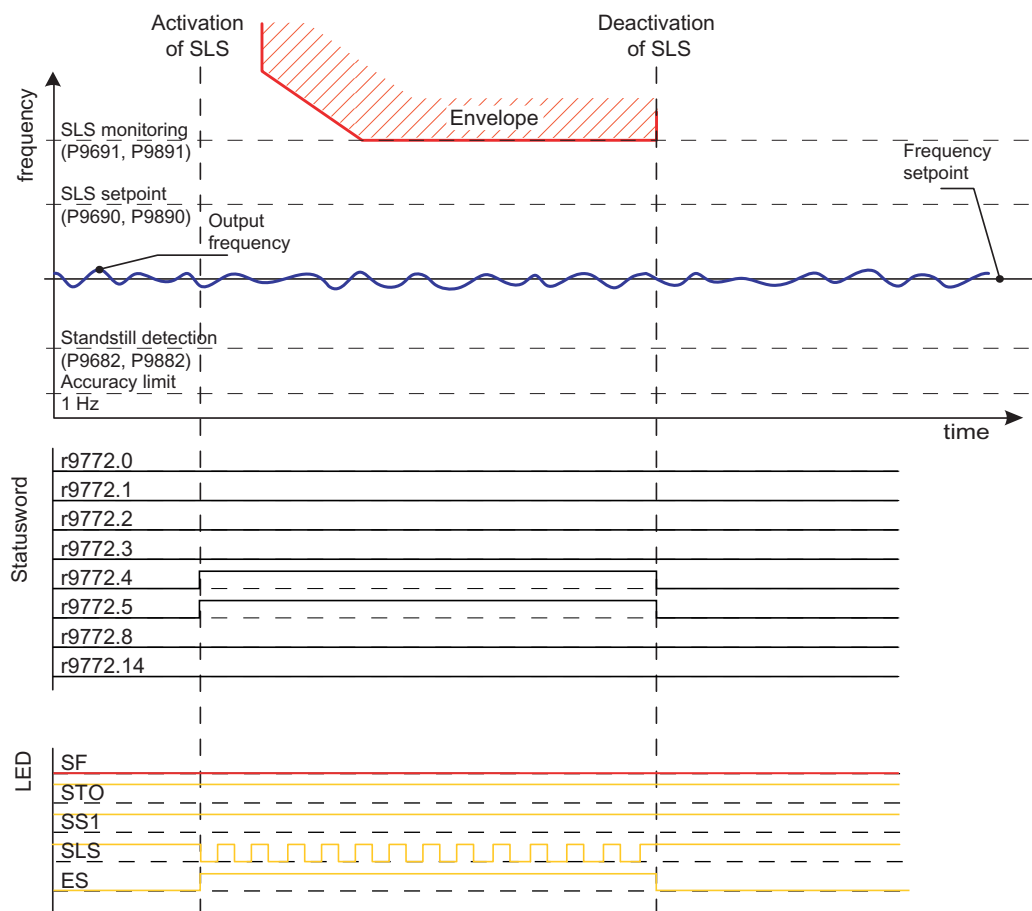 Activation
of SLS
Deactivation
of SLS
Envelope
frequency
SLS monitoring
(P9691, P9891)
Frequency
setpoint
SLS setpoint
(P9690, P9890)
Output
frequency
Standstill detection
(P9682, P9882)
Accuracy limit
1 Hz
time
Statusword
r9772.0
r9772.1
r9772.2
r9772.3
r9772.4
r9772.5
r9772.8
r9772.14
LED
SF
STO
SS1
SLS
ES